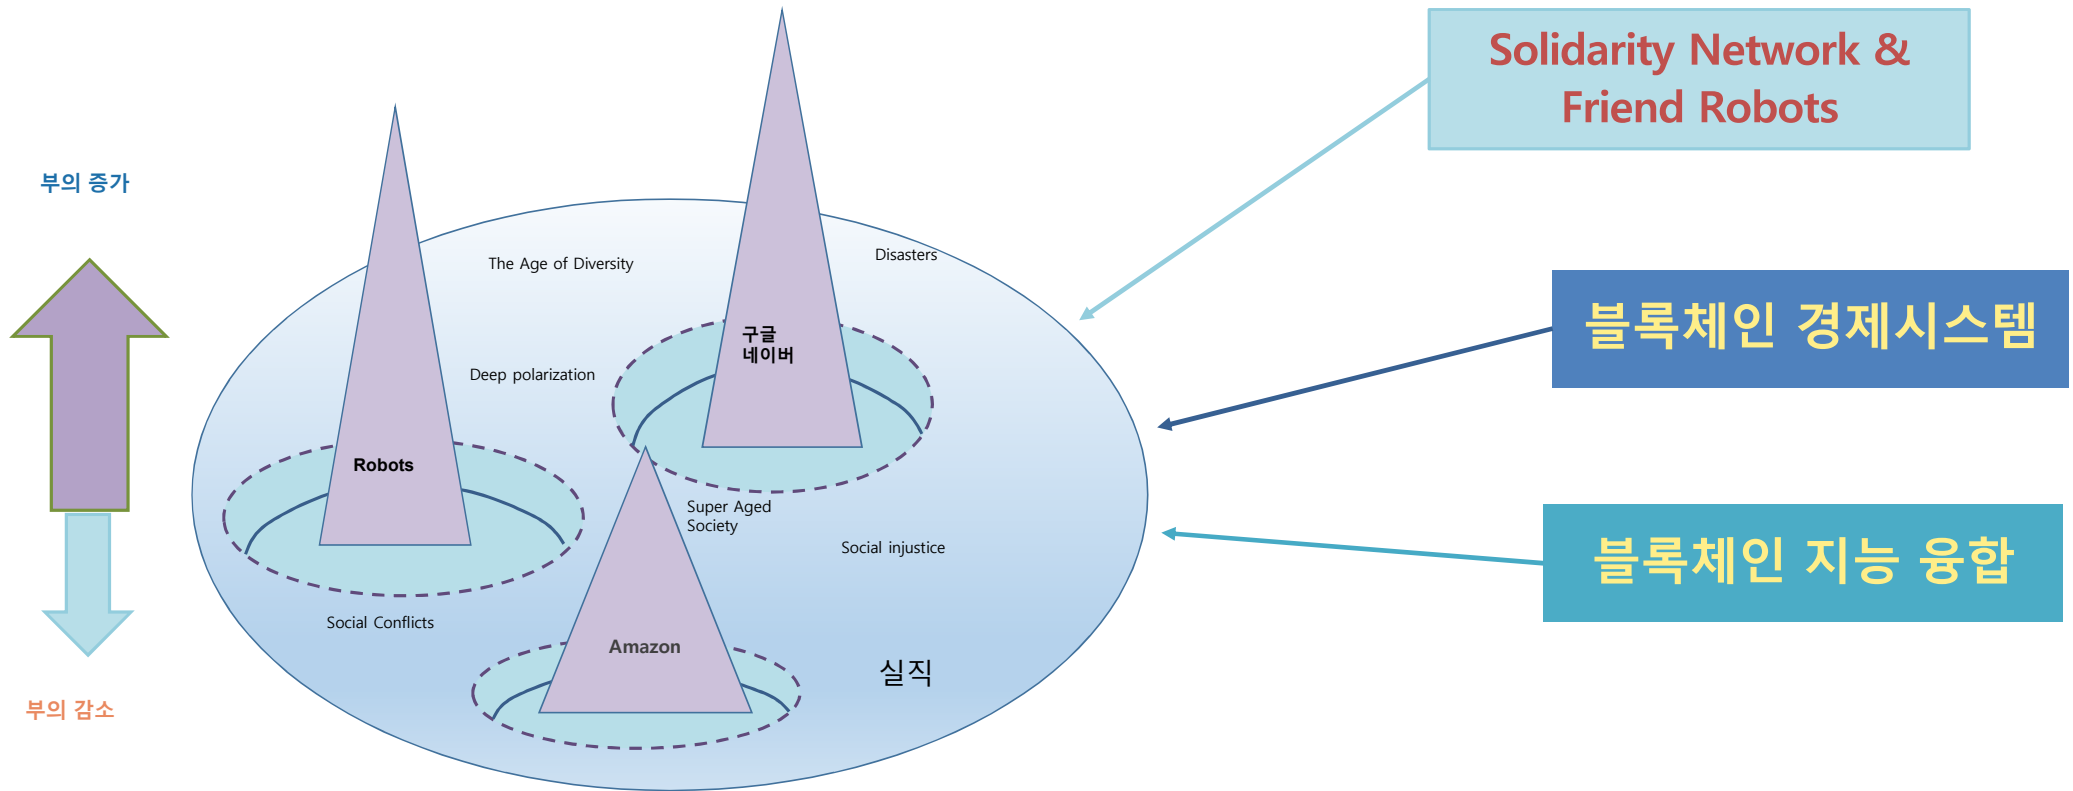 Solidarity Network &
Friend Robots
부의 증가
The Age of Diversity
Disasters
구글
네이버
블록체인 경제시스템
Deep polarization
Robots
Super Aged
Society
Social injustice
블록체인 지능 융합
Social Conflicts
Amazon
실직
부의 감소